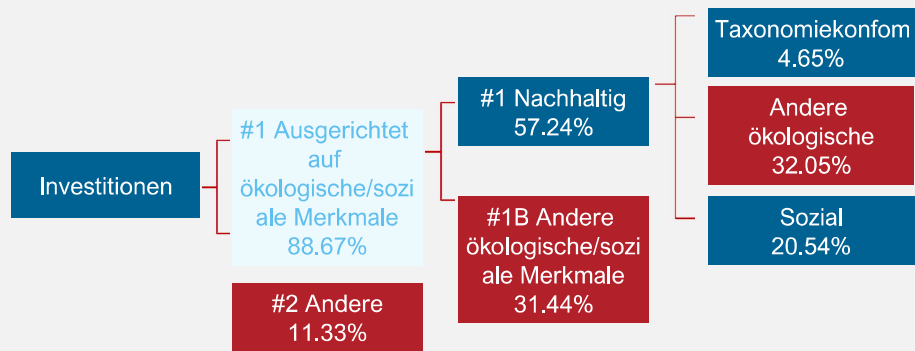 Investitionen
#1 Ausgerichtet
auf
ökologische/sozi
ale Merkmale
88.67%
#2 Andere
11.33%
#1 Nachhaltig
57.24%
#1B Andere
ökologische/sozi
ale Merkmale
31.44%
Taxonomiekonfom
4.65%
Andere
ökologische
32.05%
Sozial
20.54%